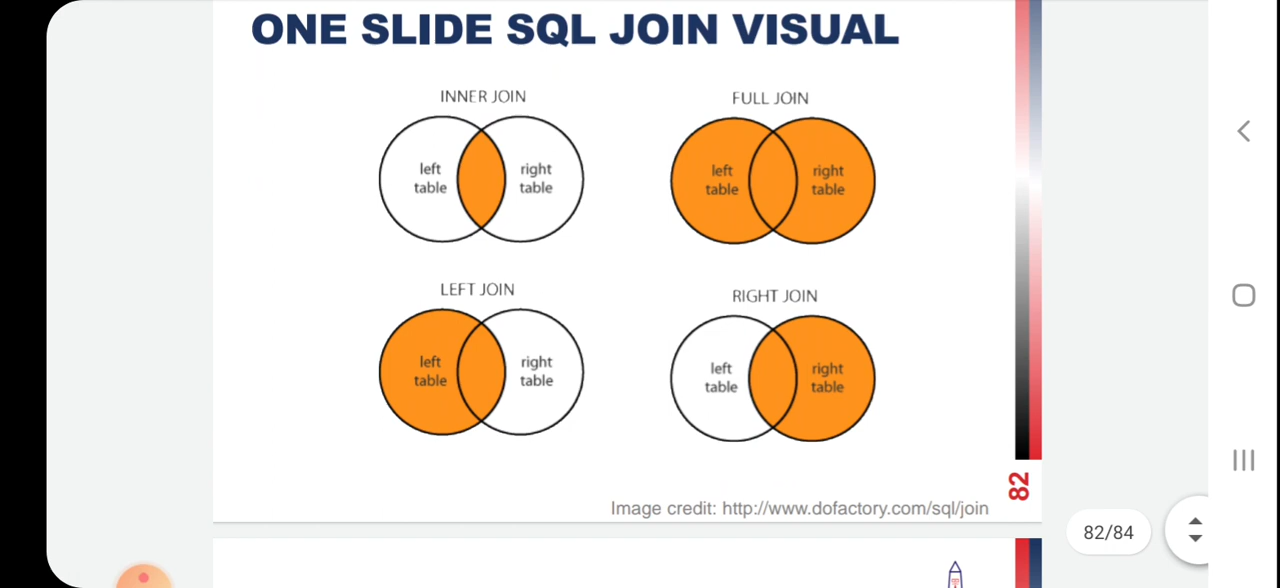 ONE SLIDE SQL JOIN VISUAL
INNER JOIN
left
table
right
table
FULL JOIN
left
table
right
table
LEFT JOIN
left
table
right
table
RIGHT JOIN
left
table
right
table
82
Image credit: http://www.dofactory.com/sql/join
82/84